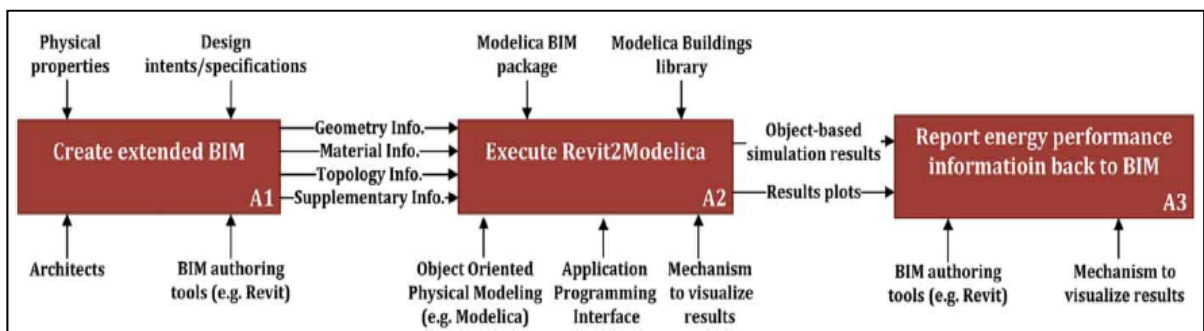 Physical
properties
Design
intents/specifications
Modelica BIM
package
Modelica Buildings
library
Create extended BIM
A1
Geometry Info.
Material Info.
Topology Info.
Supplementary Info.
Execute Revit2Modelica
A2
Object-based
simulation results
Results plots
Report energy performance
informatioin back to BIM
A3
Architects
BIM authoring
tools (e.g. Revit)
Object Oriented
Physical Modeling
(e.g. Modelica)
Application
Programming
Interface
Mechanism
to visualize
results
BIM authoring
tools (e.g. Revit)
Mechanism to
visualize results